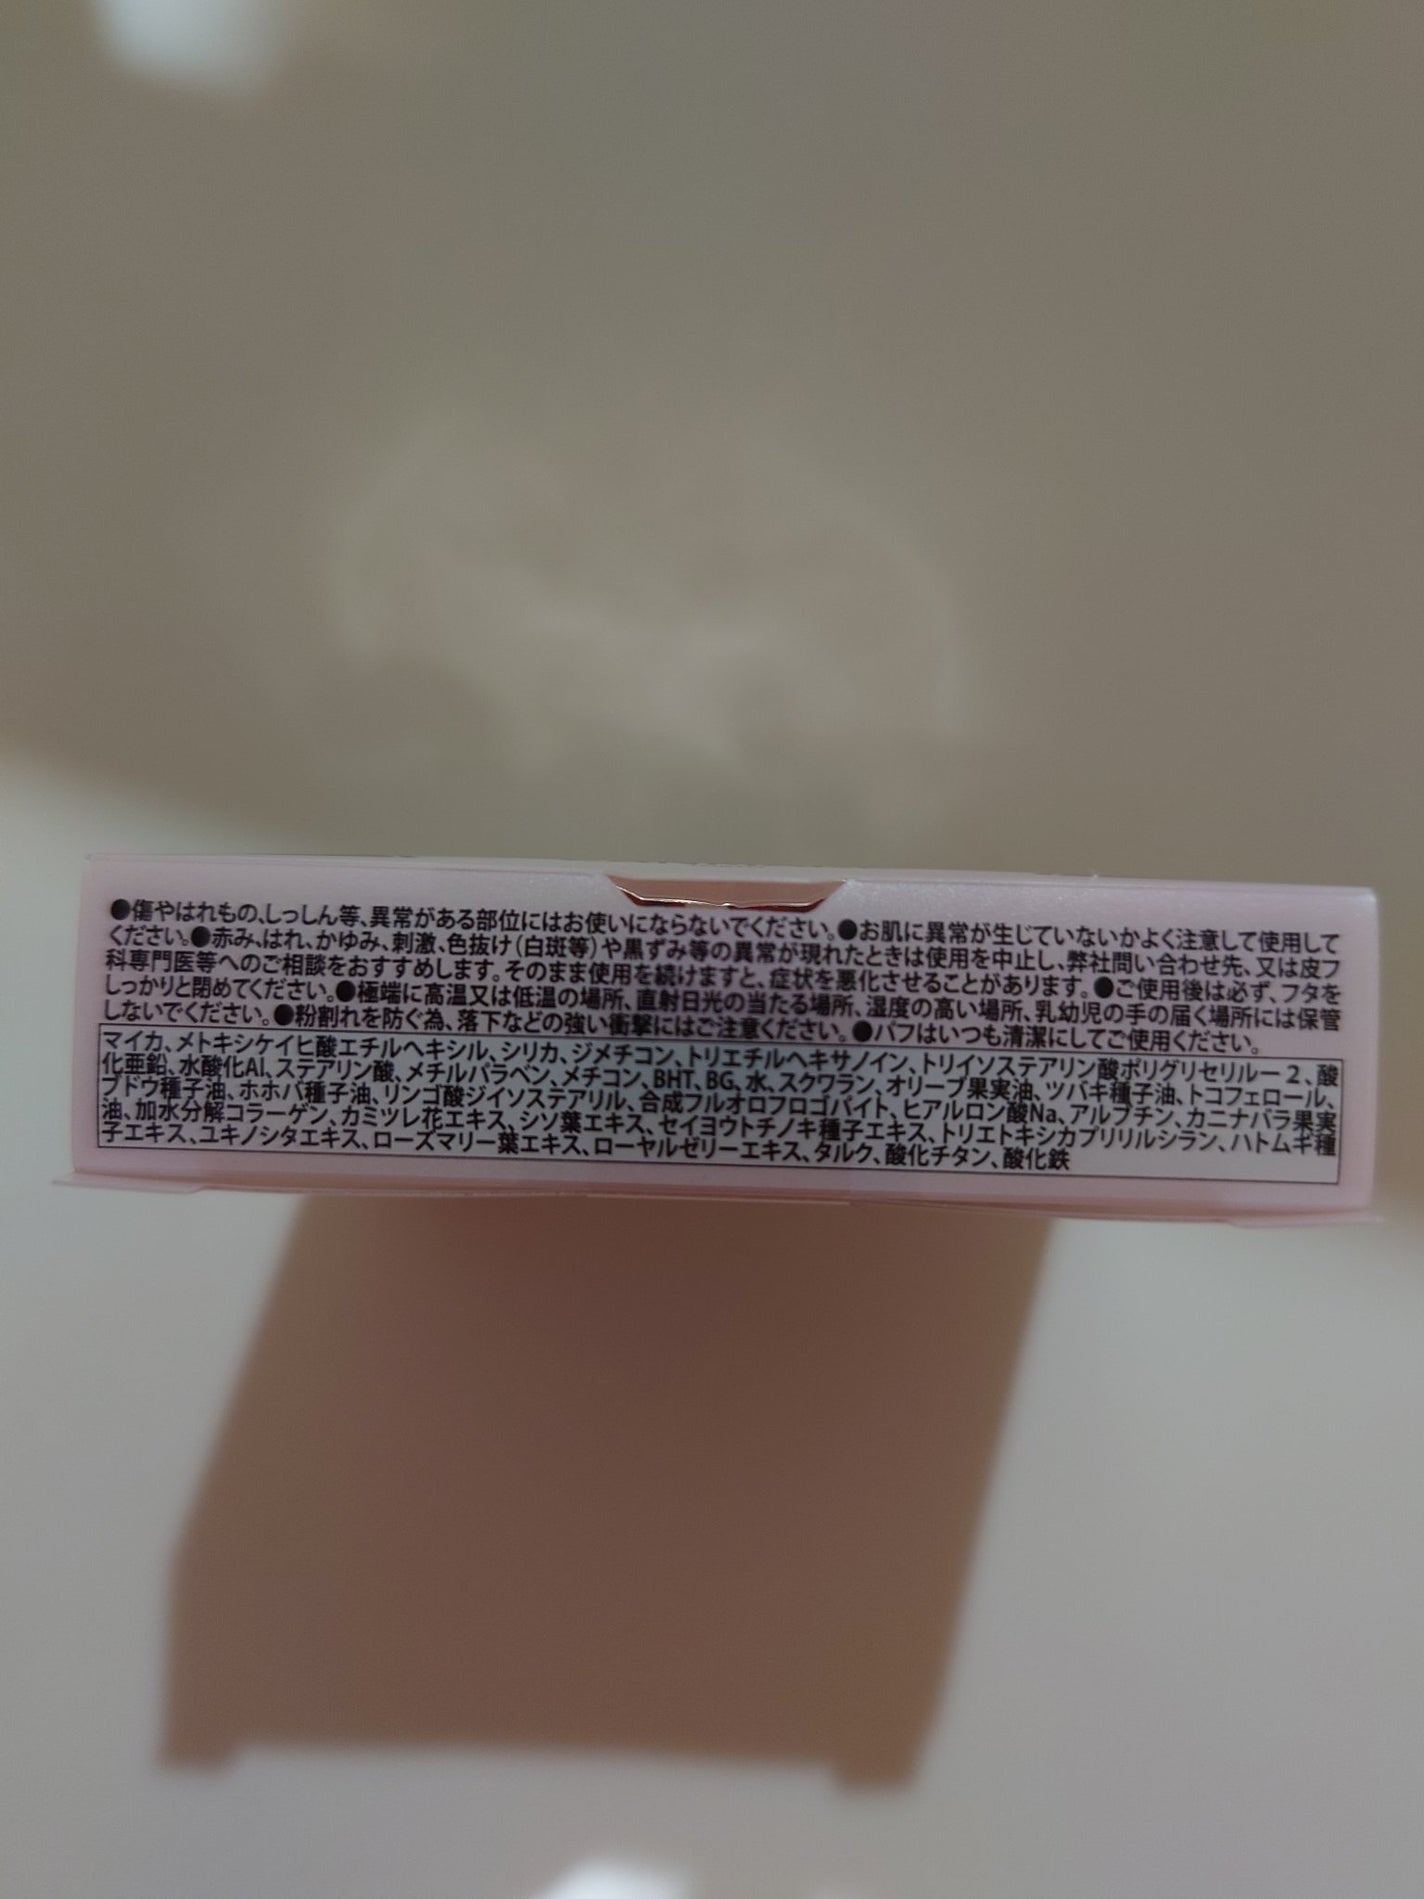 ●傷やはれもの、しっしん等、異常がある部位にはお使いにならないでください。●お肌に異常が生じていないかよく注意して使用して
ください。●赤み、はれ、かゆみ、刺激、色抜け(白斑等)や黒ずみ等の異常が現れたときは使用を中止し、弊社問い合わせ先、又は皮フ
科専門医等へのご相談をおすすめします。そのまま使用を続けますと、症状を悪化させることがあります。●ご使用後は必ず、フタを
しっかりと閉めてください。●極端に高温又は低温の場所、直射日光の当たる場所、湿度の高い場所、乳幼児の手の届く場所には保管
しないでください。●粉割れを防ぐ為、落下などの強い衝撃にはご注意ください。●パフはいつも清潔にしてご使用ください。
マイカ、メトキシケイヒ酸エチルヘキシル、シリカ、ジメチコン、トリエチルヘキサノイン、トリイソステアリン酸ポリグリセリル－2、酸
化亜鉛、水酸化Al、ステアリン酸、メチルパラベン、メチコン、BHT、BG、水、スクワラン、オリーブ果実油、ツバキ種子油、トコフェロール、
ブドウ種子油、ホホバ種子油、リンゴ酸ジイソステアリル、合成フルオロフロゴパイト、ヒアルロン酸Na、アルブチン、カニナバラ果実
油、加水分解コラーゲン、カミツレ花エキス、シソ葉エキス、セイヨウトチノキ種子エキス、トリエトキシカプリリルシラン、ハトムギ種
子エキス、ユキノシタエキス、ローズマリー葉エキス、ローヤルゼリーエキス、タルク、酸化チタン、酸化鉄